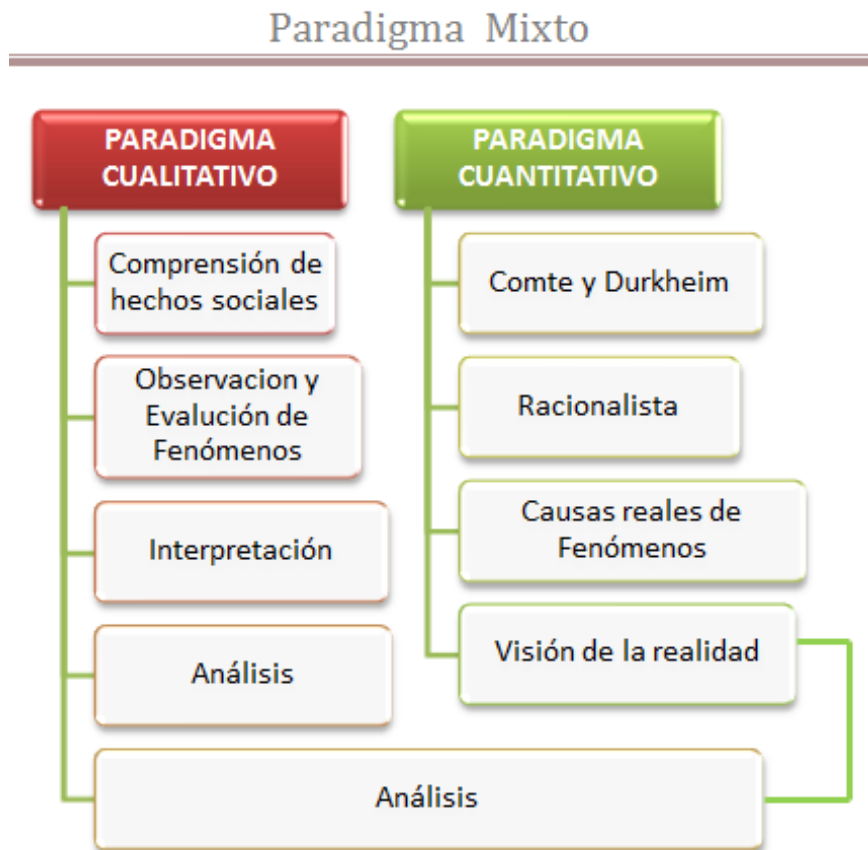 Paradigma Mixto
PARADIGMA
CUALITATIVO
Comprensión de
hechos sociales
Observacion y
Evalución de
Fenómenos
Interpretación
Análisis
PARADIGMA
CUANTITATIVO
Comte y Durkheim
Racionalista
Causas reales de
Fenómenos
Visión de la realidad
Análisis